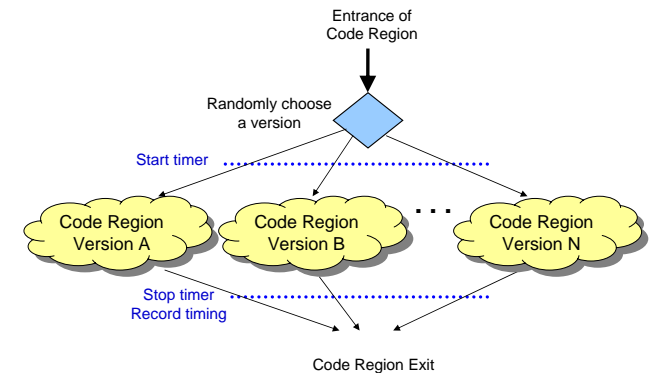 Entrance of
Code Region
Randomly choose
a version
Start timer
Code Region
Version A
Code Region
Version B
. . .
Code Region
Version N
Stop timer
Record timing
Code Region Exit